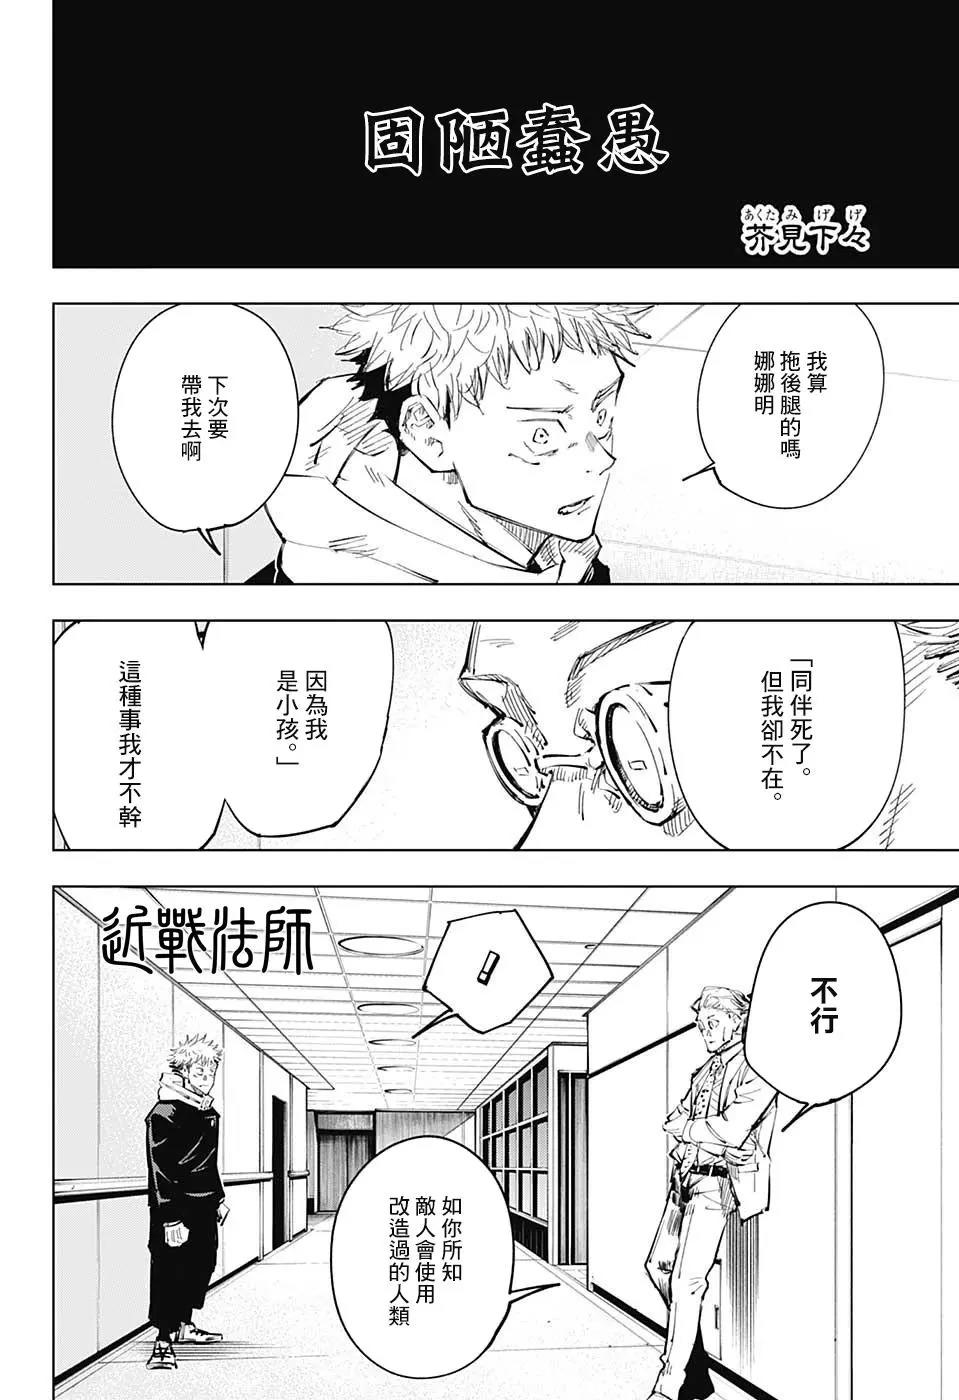 固陋蠢愚
あくたみげげ
芥見下々
我算
拖後腿的嗎
娜娜明
下次要
帶我去啊
「同伴死了。
但我卻不在。
因為我
是小孩。」
這種事我才不幹
近戰法師
不行
！
如你所知
敵人會使用
改造過的人類